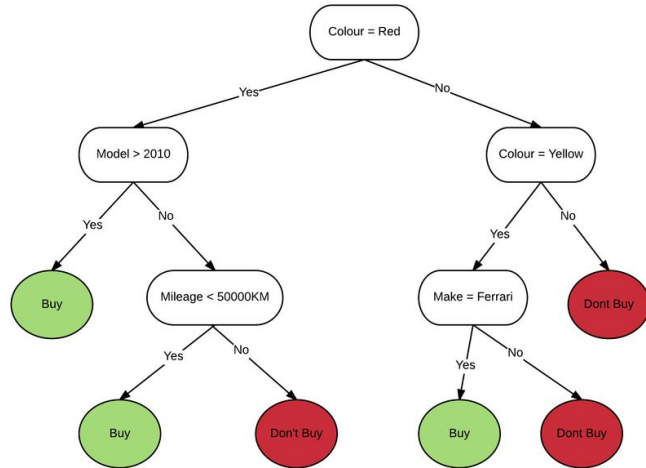 Colour = Red
Yes
No
Model > 2010
Colour = Yellow
Yes
No
Yes
No
Buy
Mileage < 50000KM
Make = Ferrari
Dont Buy
Yes
No
Yes
No
Buy
Don't Buy
Buy
Dont Buy